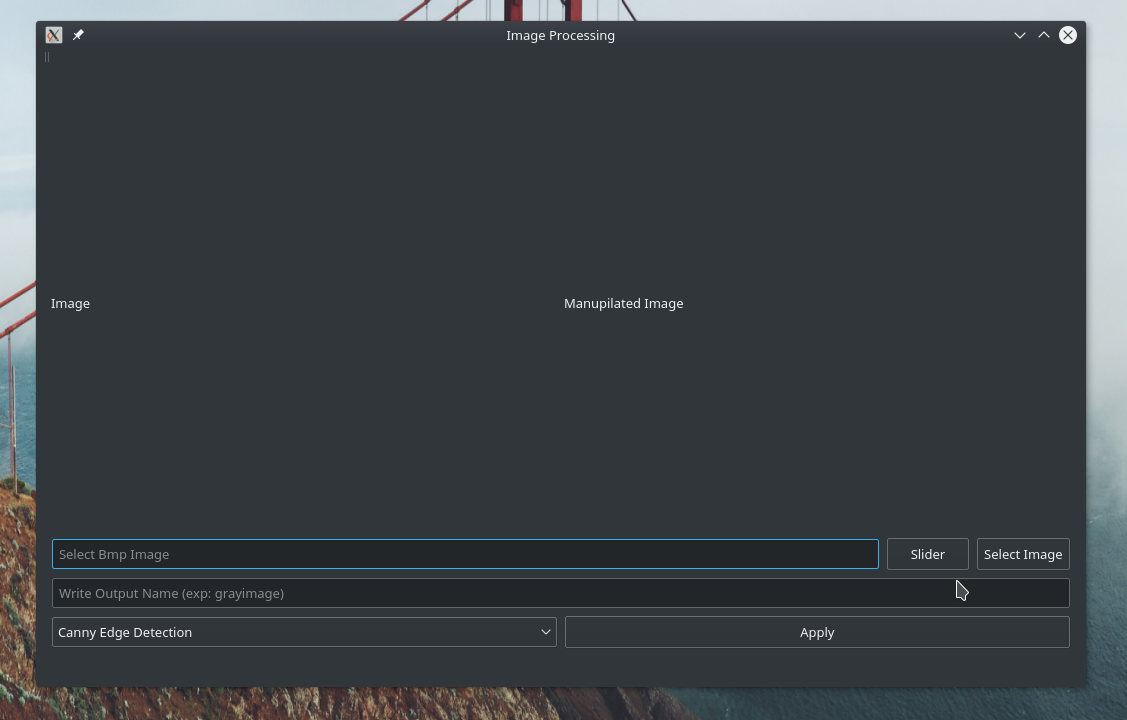 Image Processing
Image
Manupilated Image
Select Bmp Image
Slider
Select Image
Write Output Name (exp: grayimage)
Canny Edge Detection
Apply